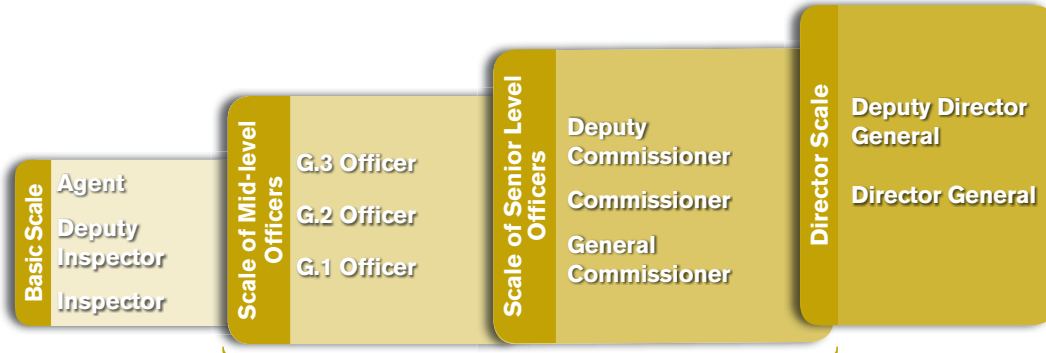 Basic Scale
Agent
Deputy
Inspector
Inspector
Scale of Mid-level
Officers
G.3 Officer
G.2 Officer
G.1 Officer
Scale of Senior Level
Officers
Deputy
Commissioner
Commissioner
General
Commissioner
Director Scale
Deputy Director
General
Director General